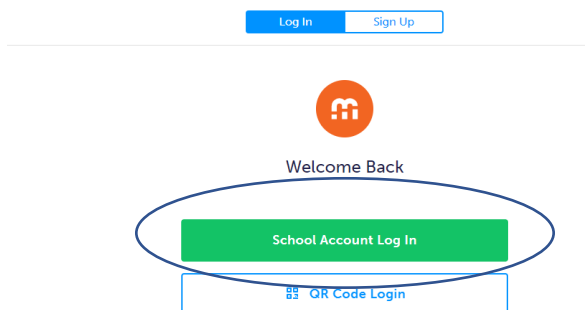 Log In Sign Up
m
Welcome Back
School Account Log In
QR Code Login